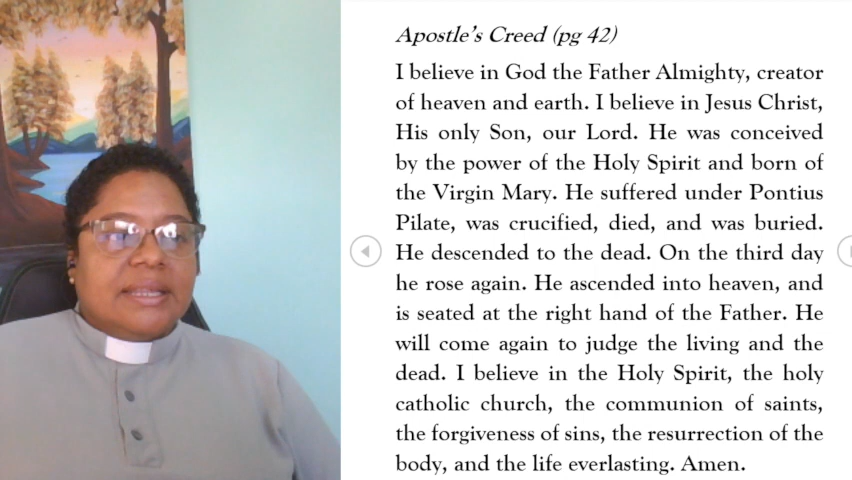 Apostle's Creed (pg 42)
I believe in God the Father Almighty, creator
of heaven and earth. I believe in Jesus Christ,
His only Son, our Lord. He was conceived
by the power of the Holy Spirit and born of
the Virgin Mary. He suffered under Pontius
Pilate, was crucified, died, and was buried.
He descended to the dead. On the third day
he rose again. He ascended into heaven, and
is seated at the right hand of the Father. He
will come again to judge the living and the
dead. I believe in the Holy Spirit, the holy
catholic church, the communion of saints,
the forgiveness of sins, the resurrection of the
body, and the life everlasting. Amen.